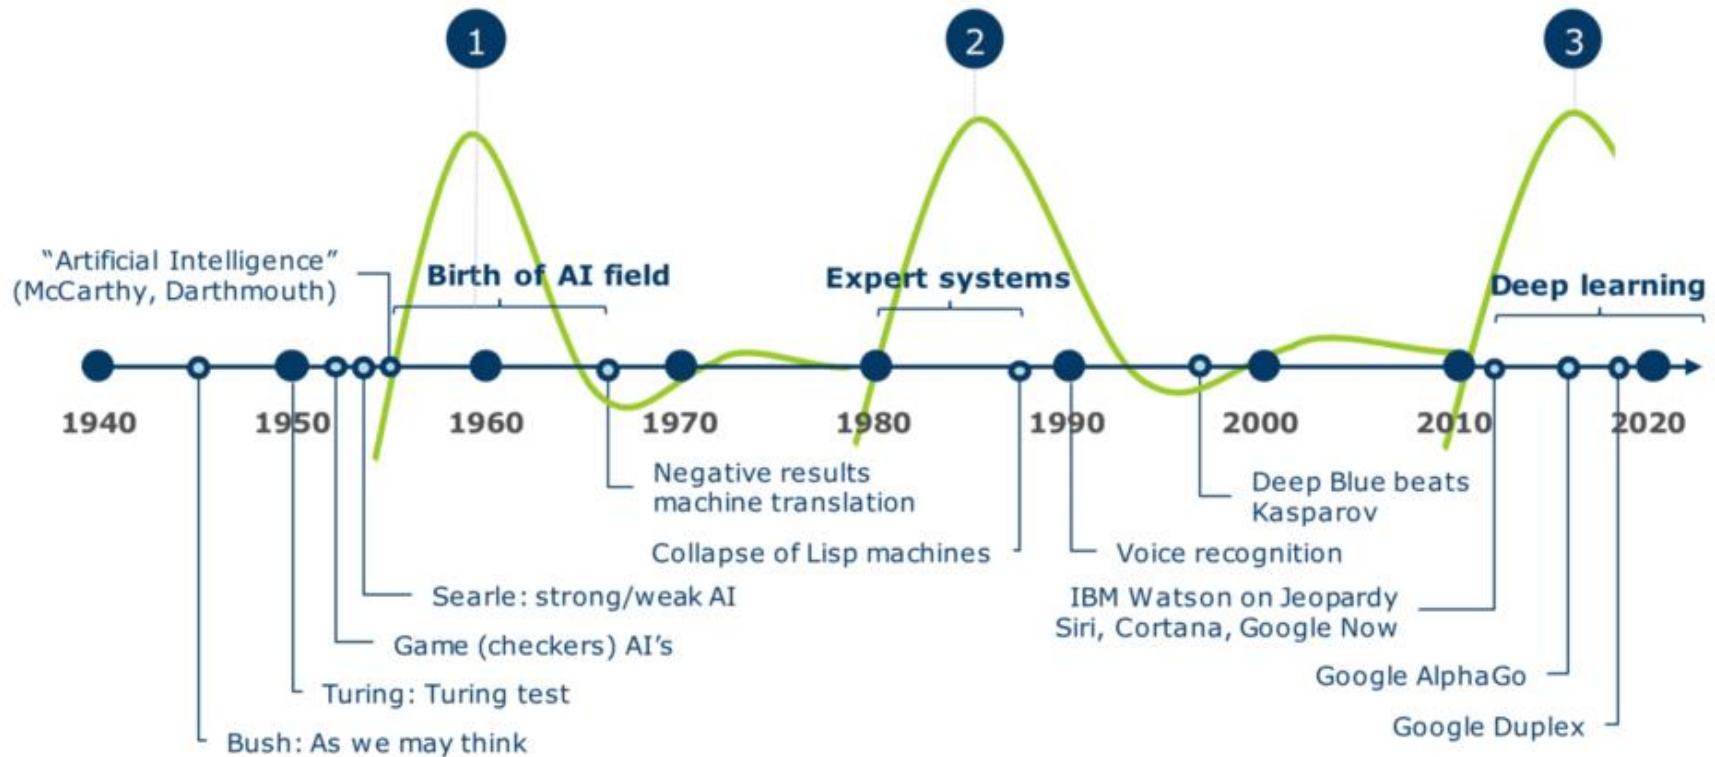 1
2
3
“Artificial Intelligence”
(McCarthy, Darthmouth)
Birth of AI field
Expert systems
Deep learning
1940
1950
1960
1970
1980
1990
2000
2010
2020
Negative results
machine translation
Deep Blue beats
Kasparov
Collapse of Lisp machines
Voice recognition
Searle: strong/weak AI
IBM Watson on Jeopardy
Siri, Cortana, Google Now
Game (checkers) AI’s
Google AlphaGo
Turing: Turing test
Google Duplex
Bush: As we may think